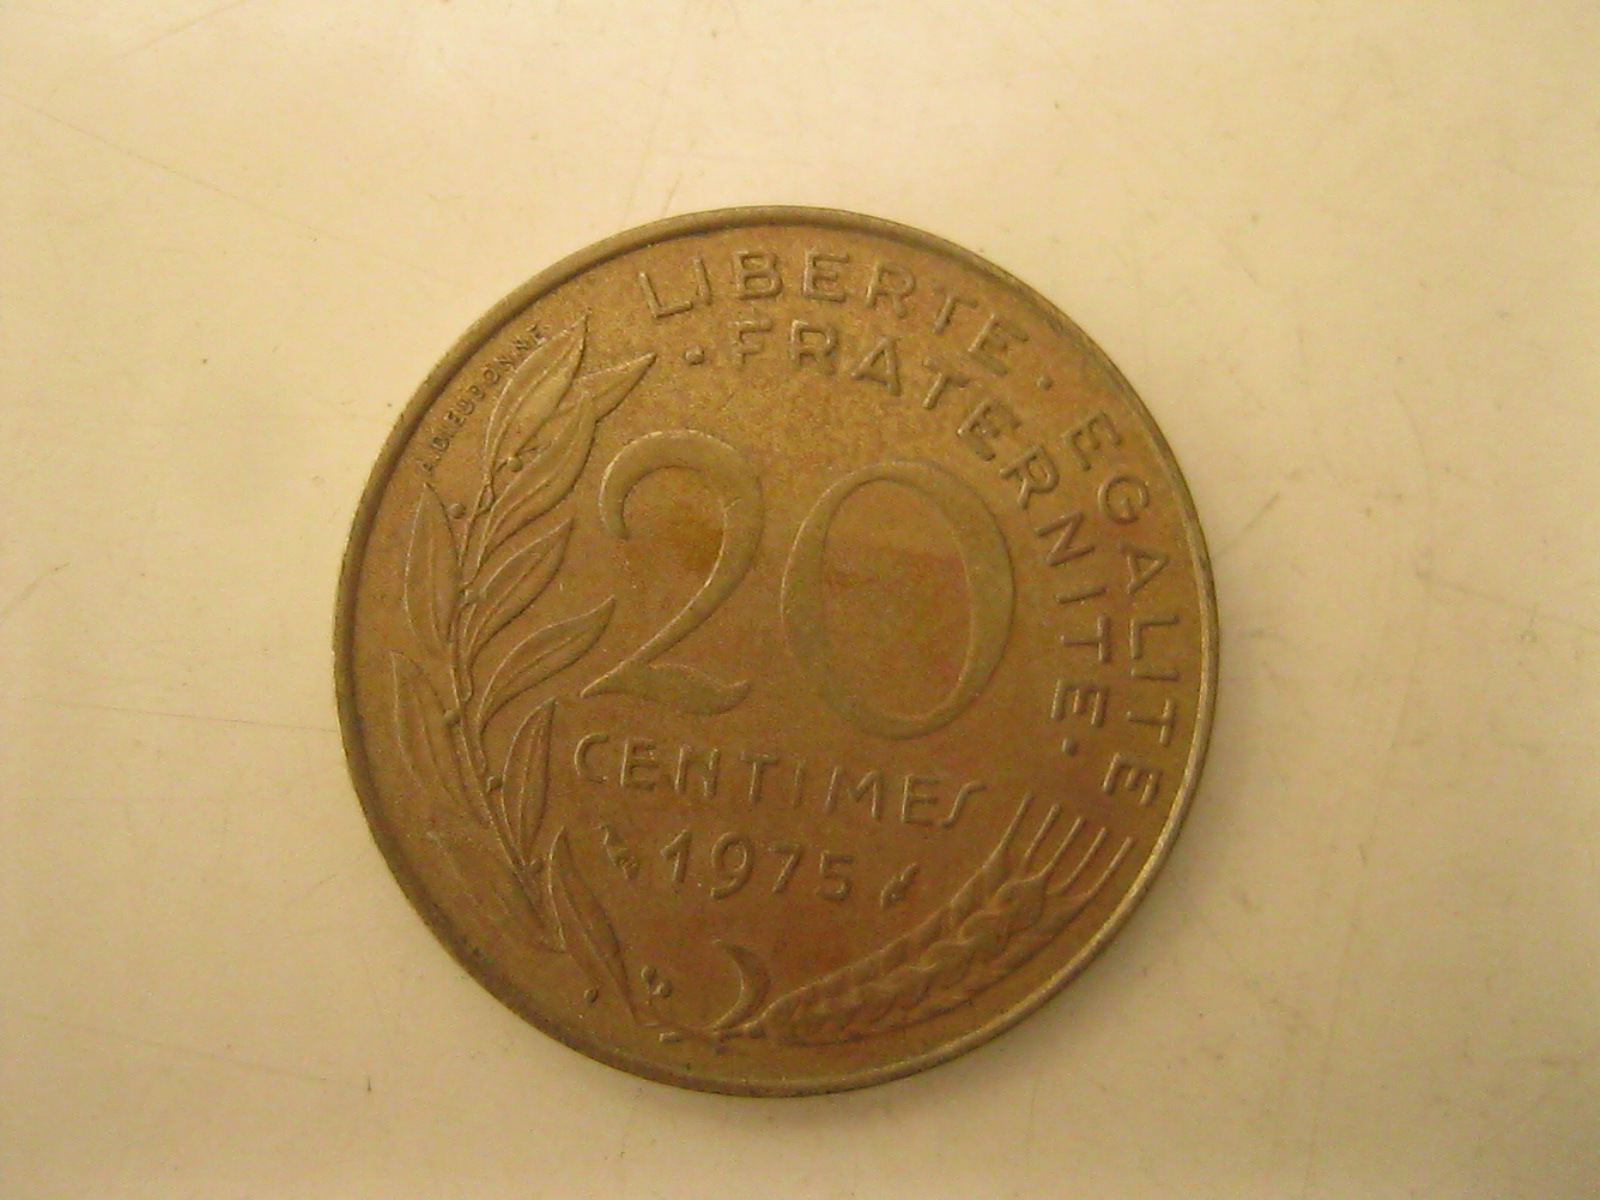 LIBERTE · EGALITE
· FRATERNITE ·
A.DIEUDONNE
20
CENTIMES
1975